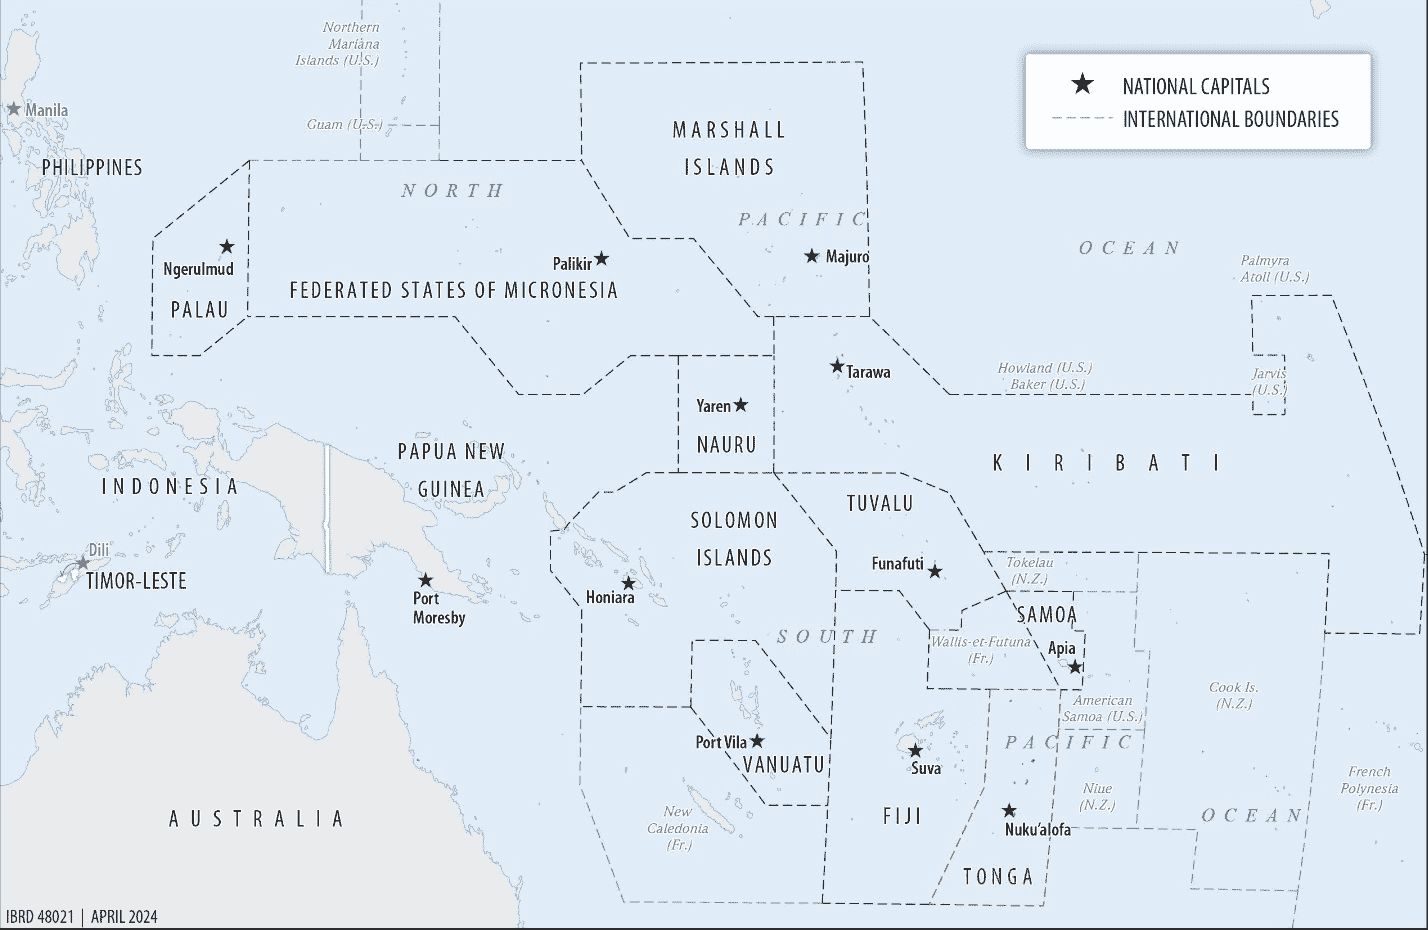 Northern
Mariana
Islands (U.S.)
NATIONAL CAPITALS
INTERNATIONAL BOUNDARIES
Manila
Guam (U.S.)
MARSHALL
ISLANDS
PHILIPPINES
NORTH
PACIFIC
OCEAN
Palmyra
Atoll (U.S.)
Ngerulmud
PALAU
Palikir
FEDERATED STATES OF MICRONESIA
Majuro
Tarawa
Howland (U.S.)
Baker (U.S.)
Jarvis
(U.S.)
Yaren
NAURU
PAPUA NEW
GUINEA
INDONESIA
KIRIBATI
SOLOMON
ISLANDS
TUVALU
Funafuti
Dili
TIMOR-LESTE
Port
Moresby
Honiara
Tokelau
(N.Z.)
SAMOA
Apia
SOUTH
Wallis-et-Futuna
(Fr.)
American
Samoa (U.S.)
Cook Is.
(N.Z.)
PACIFIC
Port Vila
VANUATU
Suva
FIJI
Niue
(N.Z.)
French
Polynesia
(Fr.)
OCEAN
New
Caledonia
(Fr.)
Nuku'alofa
TONGA
AUSTRALIA
IBRD 48021 | APRIL 2024